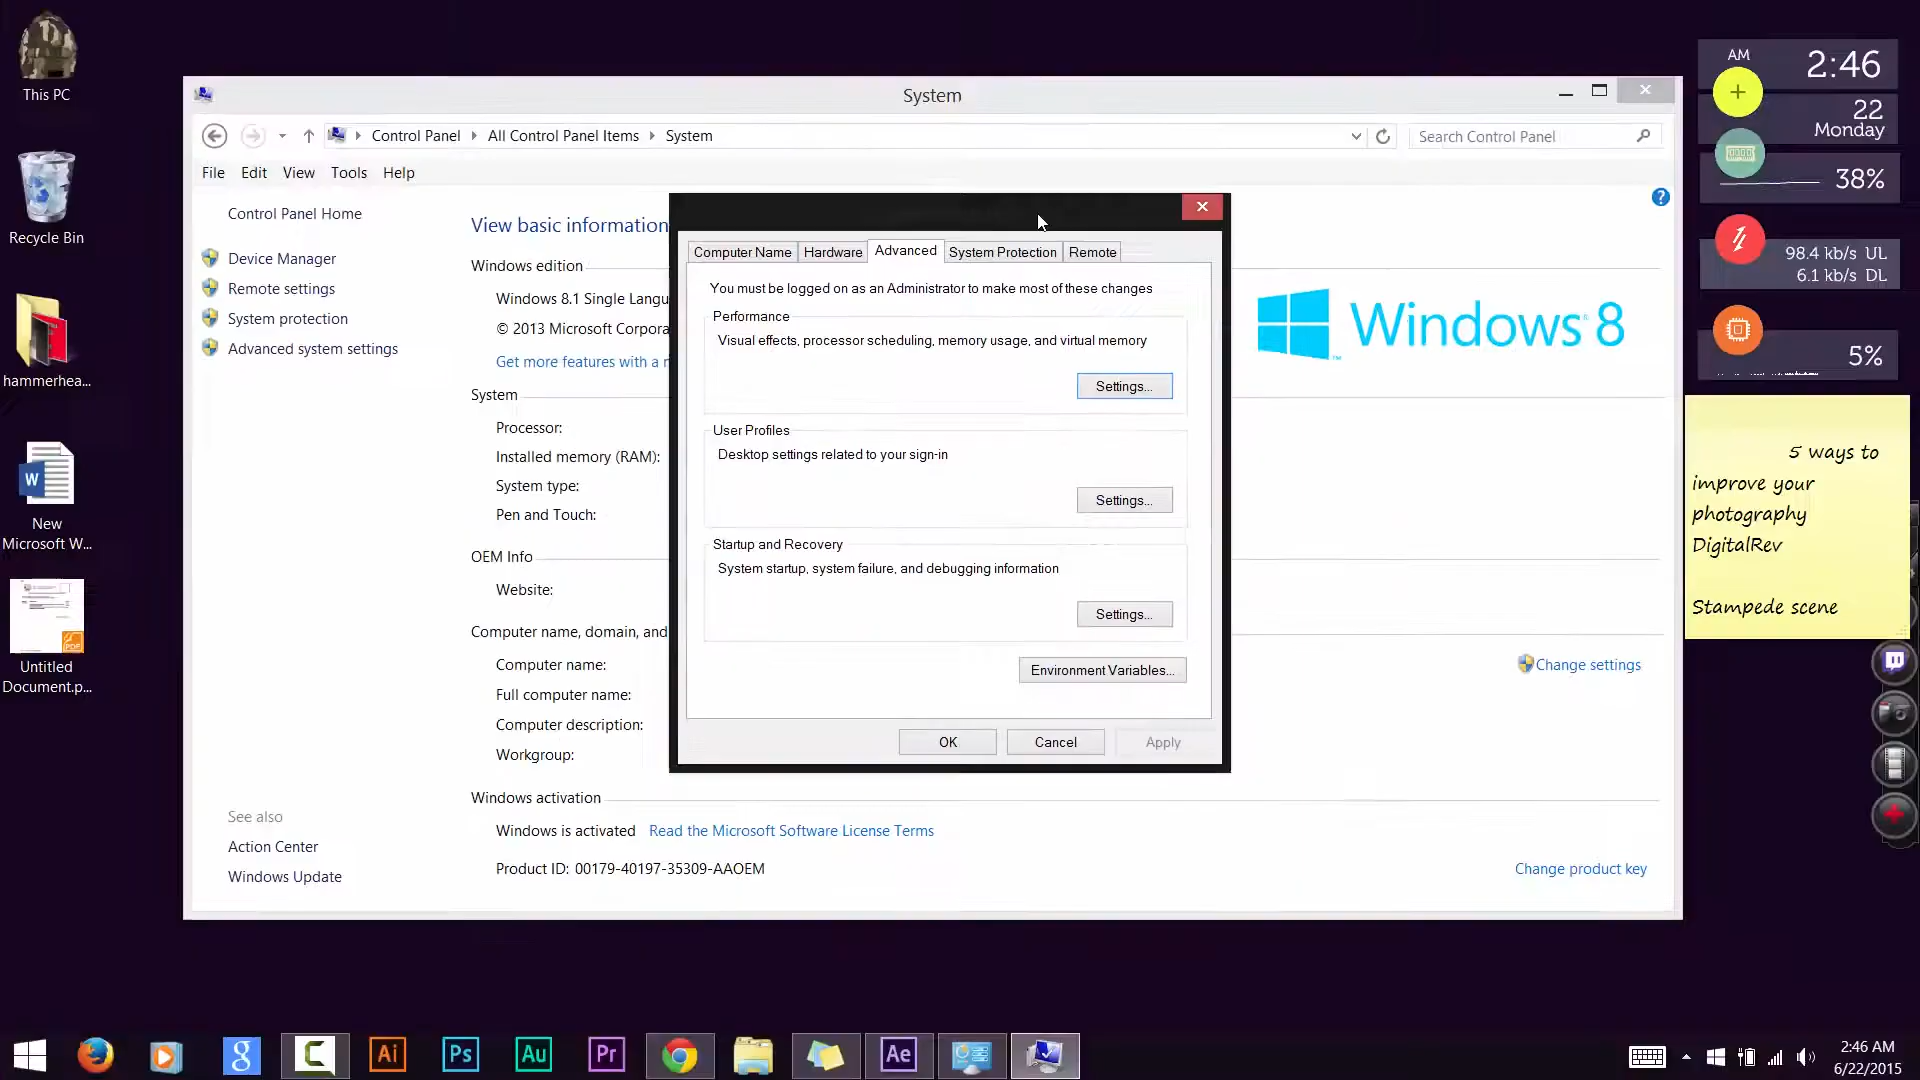 This PC
Recycle Bin
hammerhea...
New
Microsoft W...
Untitled
Document.p...
System
Control Panel
All Control Panel Items
System
Search Control Panel
File
Edit
View
Tools
Help
Control Panel Home
Device Manager
Remote settings
System protection
Advanced system settings
See also
Action Center
Windows Update
View basic information
Windows edition
Windows 8.1 Single Langu
© 2013 Microsoft Corpora
Get more features with a
System
Processor:
Installed memory (RAM):
System type:
Pen and Touch:
OEM Info
Website:
Computer name, domain, and
Computer name:
Full computer name:
Computer description:
Workgroup:
Windows activation
Windows is activated
Read the Microsoft Software License Terms
Product ID: 00179-40197-35309-AAOEM
Windows 8
Change settings
Change product key
Computer Name
Hardware
Advanced
System Protection
Remote
You must be logged on as an Administrator to make most of these changes
Performance
Visual effects, processor scheduling, memory usage, and virtual memory
Settings...
User Profiles
Desktop settings related to your sign-in
Settings...
Startup and Recovery
System startup, system failure, and debugging information
Settings...
Environment Variables...
OK
Cancel
Apply
AM
2:46
22
Monday
38%
98.4 kb/s UL
6.1 kb/s DL
5%
5 ways to
improve your
photography
DigitalRev
Stampede scene
Ai
Ps
Au
Pr
Ae
2:46 AM
6/22/2015